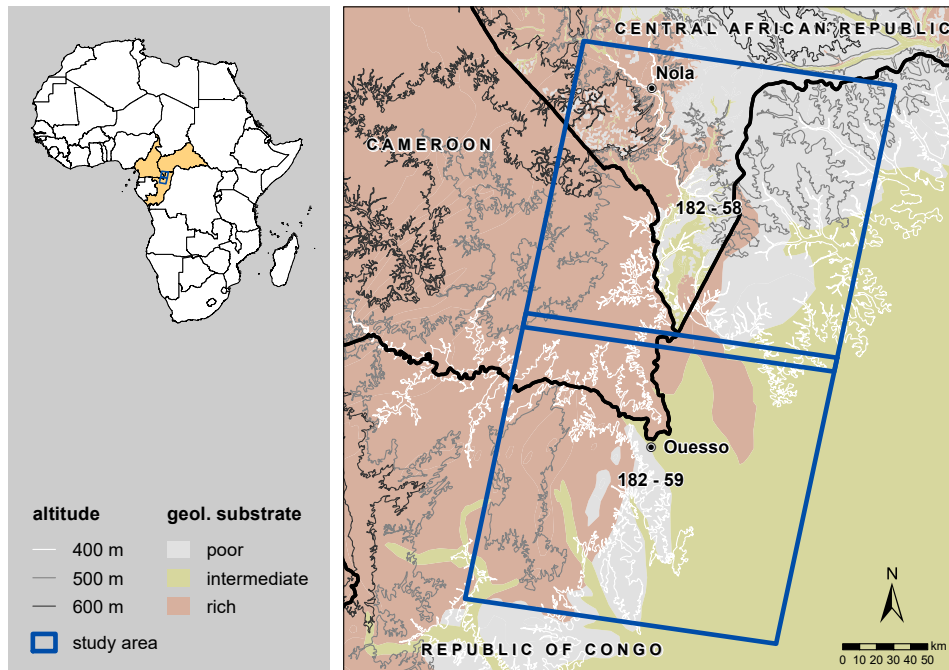 altitude
400 m
500 m
600 m
study area
geol. substrate
poor
intermediate
rich
CENTRAL AFRICAN REPUBLIC
Nola
CAMEROON
182 - 58
Ouesso
182 - 59
REPUBLIC OF CONGO
N
km
0 10 20 30 40 50